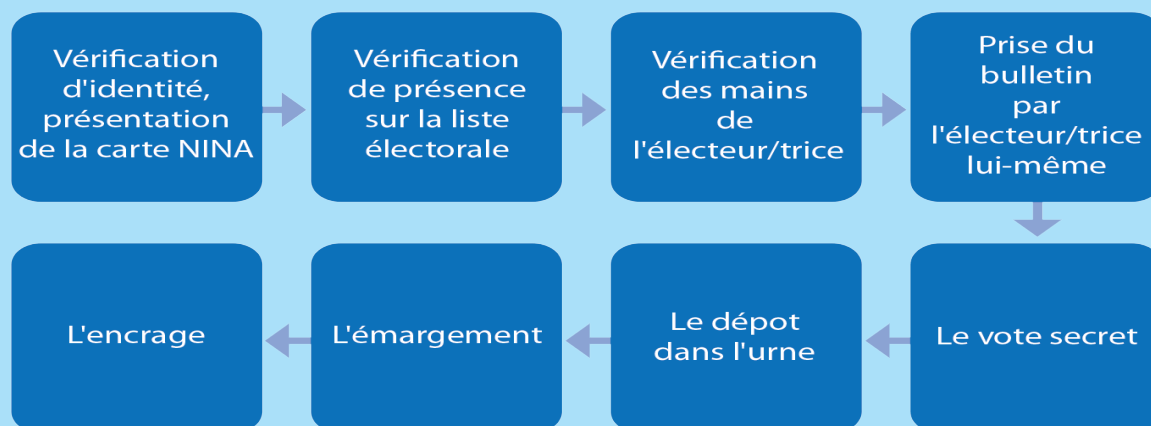 Vérification
d'identité,
présentation
de la carte NINA
Vérification
de présence
sur la liste
électorale
Vérification
des mains
de
l'électeur/trice
Prise du
bulletin
par
l'électeur/trice
lui-même
Le vote secret
Le dépot
dans l'urne
L'émargement
L'encrage